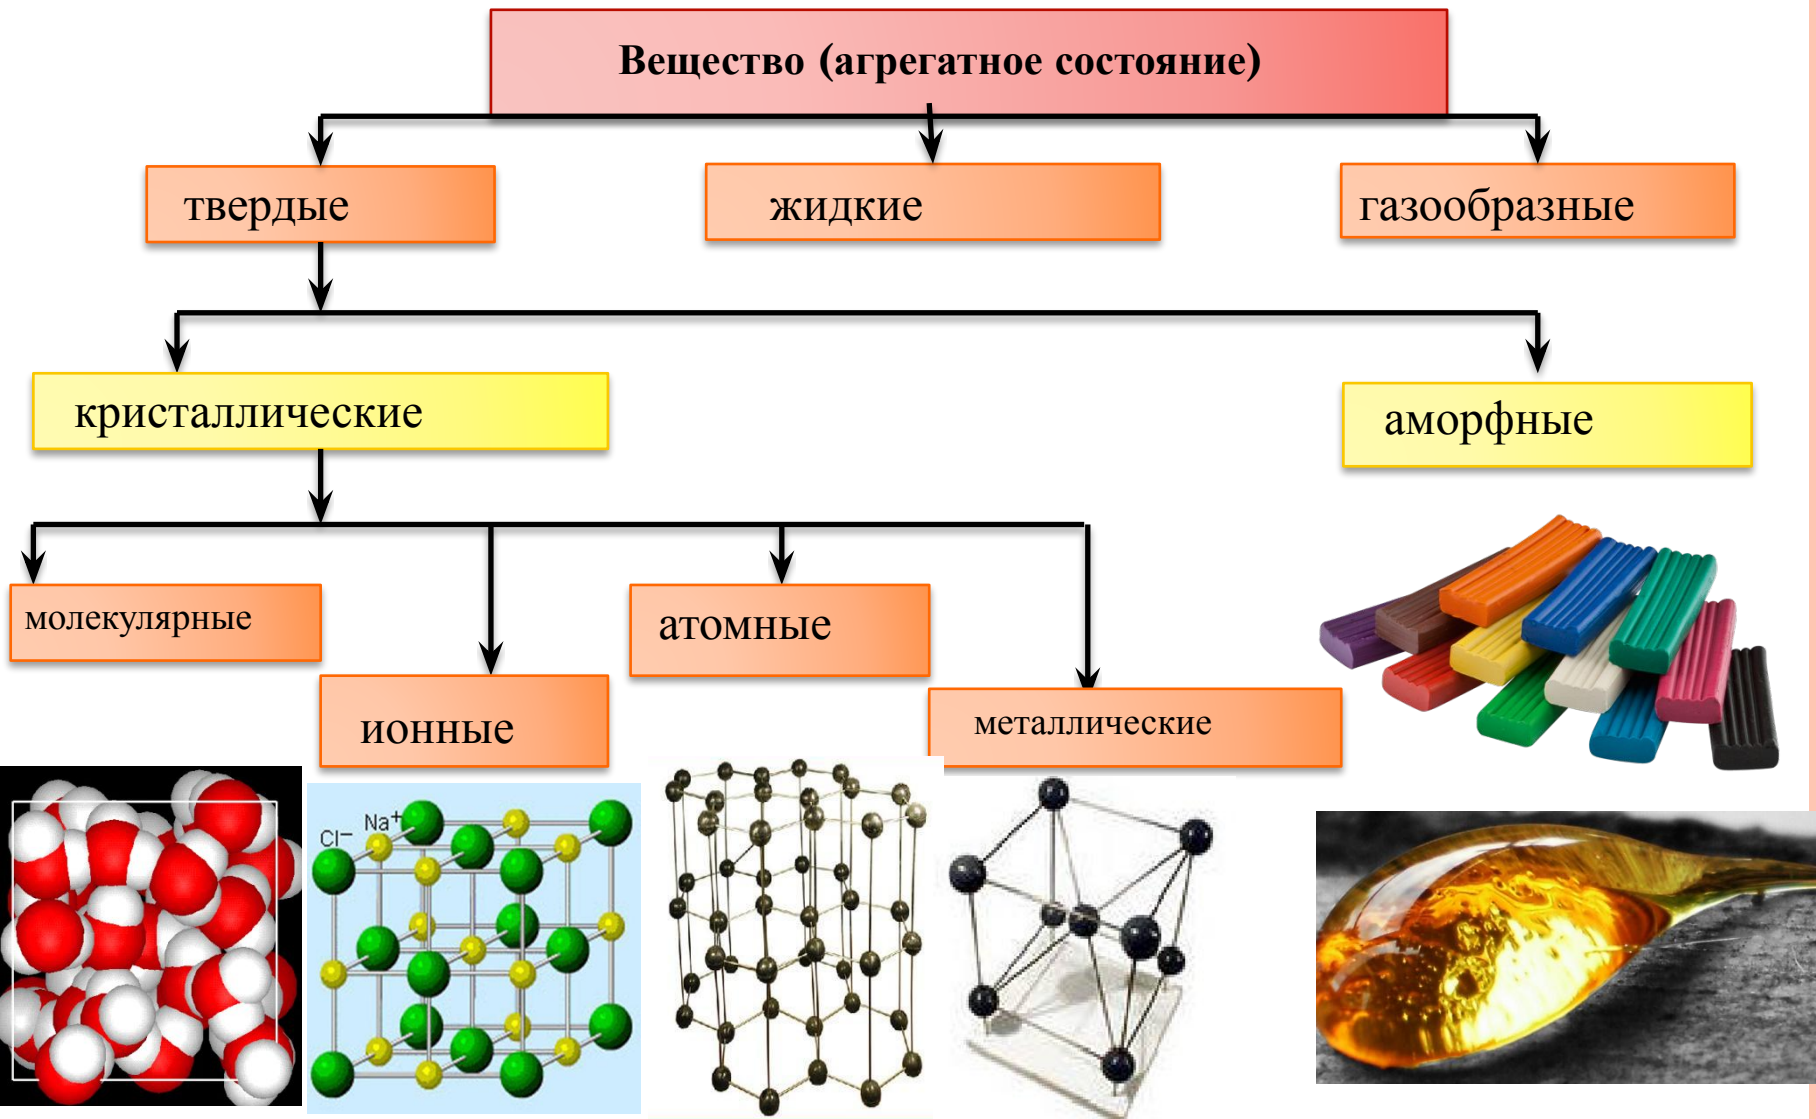 Вещество (агрегатное состояние)
твердые
жидкие
газообразные
кристаллические
аморфные
молекулярные
атомные
ионные
металлические
Cl⁻
Na⁺